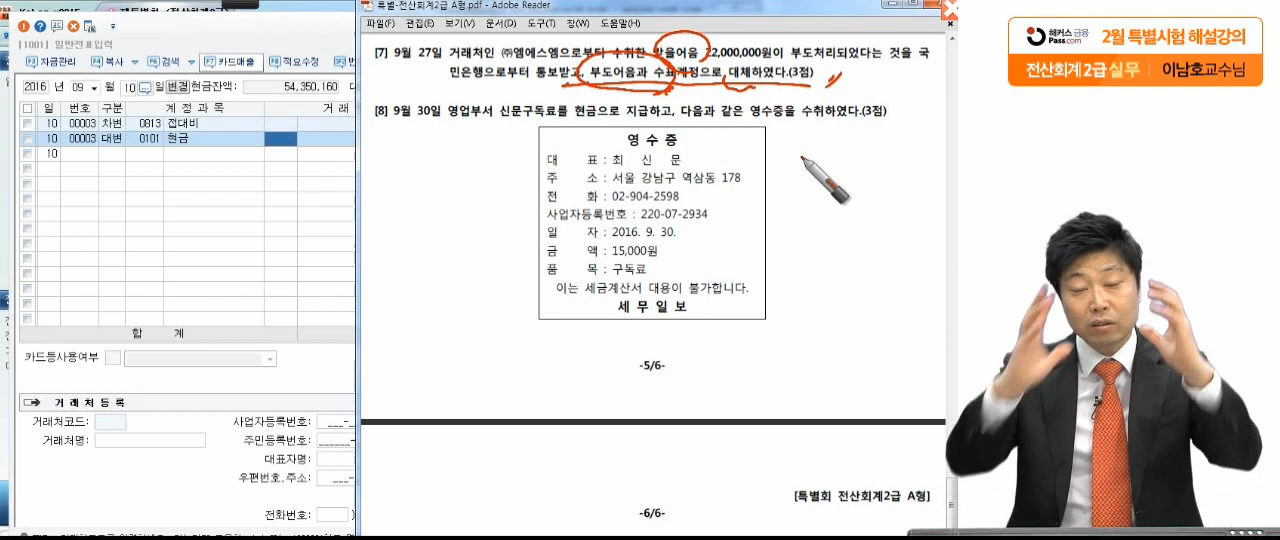 특별-전산회계2급 A형.pdf - Adobe Reader
파일(F) 편집(E) 보기(V) 문서(D) 도구(T) 창(W) 도움말(H)
[1001] 일반전표입력
F3 자금관리 F4 복사 F6 검색 F7 카드매출 F8 적요수정
2016 년 09 월 10 일 변경 현금잔액: 54,350,160
일 번호 구분 계 정 과 목 거 래
10 00003 차변 0813 접대비
10 00003 대변 0101 현금
10
합 계
카드등사용여부
거 래 처 등 록
거래처코드: 사업자등록번호:
거래처명: 주민등록번호:
대표자명:
우편번호, 주소:
전화번호:
[7] 9월 27일 거래처인 ㈜엠에스엠으로부터 수취한 받을어음 22,000,000원이 부도처리되었다는 것을 국
민은행으로부터 통보받고, 부도어음과 수표계정으로 대체하였다.(3점)
[8] 9월 30일 영업부서 신문구독료를 현금으로 지급하고, 다음과 같은 영수증을 수취하였다.(3점)
영 수 증
대 표 : 최 신 문
주 소 : 서울 강남구 역삼동 178
전 화 : 02-904-2598
사업자등록번호 : 220-07-2934
일 자 : 2016. 9. 30.
금 액 : 15,000원
품 목 : 구독료
이는 세금계산서 대용이 불가합니다.
세 무 일 보
-5/6-
[특별회 전산회계2급 A형]
-6/6-
해커스 금융
Pass.com
2월 특별시험 해설강의
전산회계 2급 실무 이남호교수님